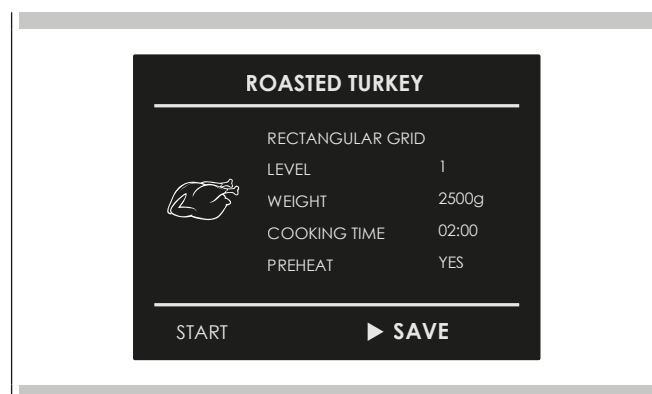 ROASTED TURKEY
RECTANGULAR GRID
LEVEL 1
WEIGHT 2500g
COOKING TIME 02:00
PREHEAT YES
START ▶ SAVE